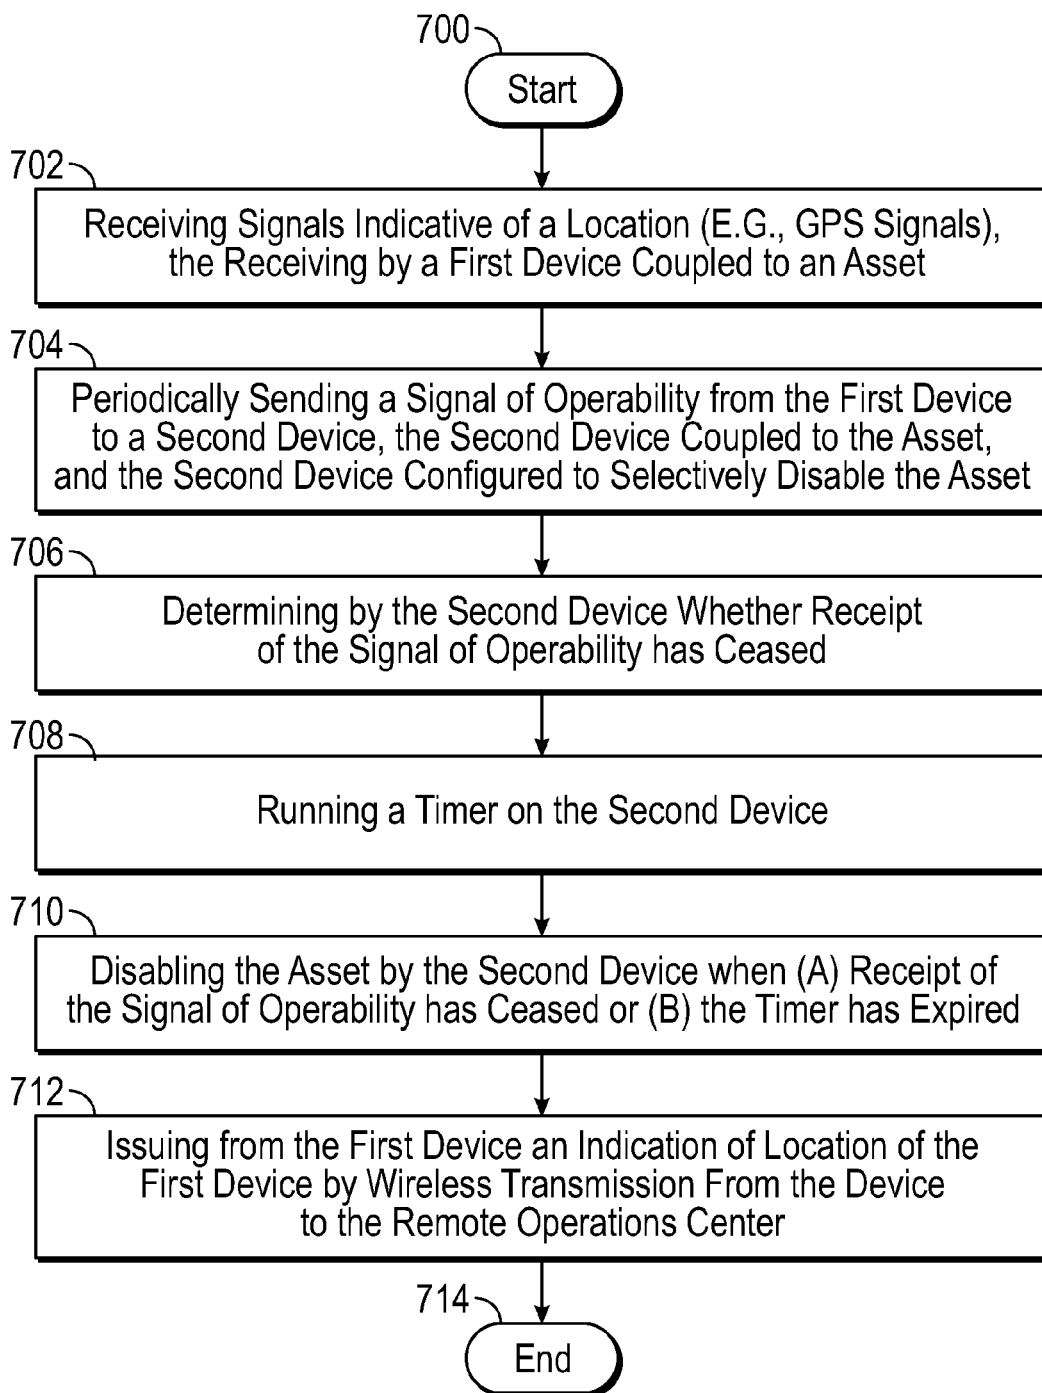 700
Start
702
Receiving Signals Indicative of a Location (E.G., GPS Signals),
the Receiving by a First Device Coupled to an Asset
704
Periodically Sending a Signal of Operability from the First Device
to a Second Device, the Second Device Coupled to the Asset,
and the Second Device Configured to Selectively Disable the Asset
706
Determining by the Second Device Whether Receipt
of the Signal of Operability has Ceased
708
Running a Timer on the Second Device
710
Disabling the Asset by the Second Device when (A) Receipt of
the Signal of Operability has Ceased or (B) the Timer has Expired
712
Issuing from the First Device an Indication of Location of the
First Device by Wireless Transmission From the Device
to the Remote Operations Center
714
End